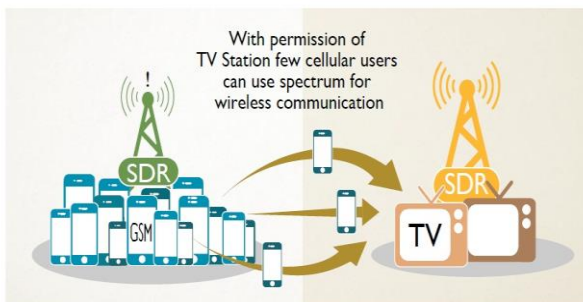 With permission of
TV Station few cellular users
can use spectrum for
wireless communication
!
SDR
GSM
SDR
TV